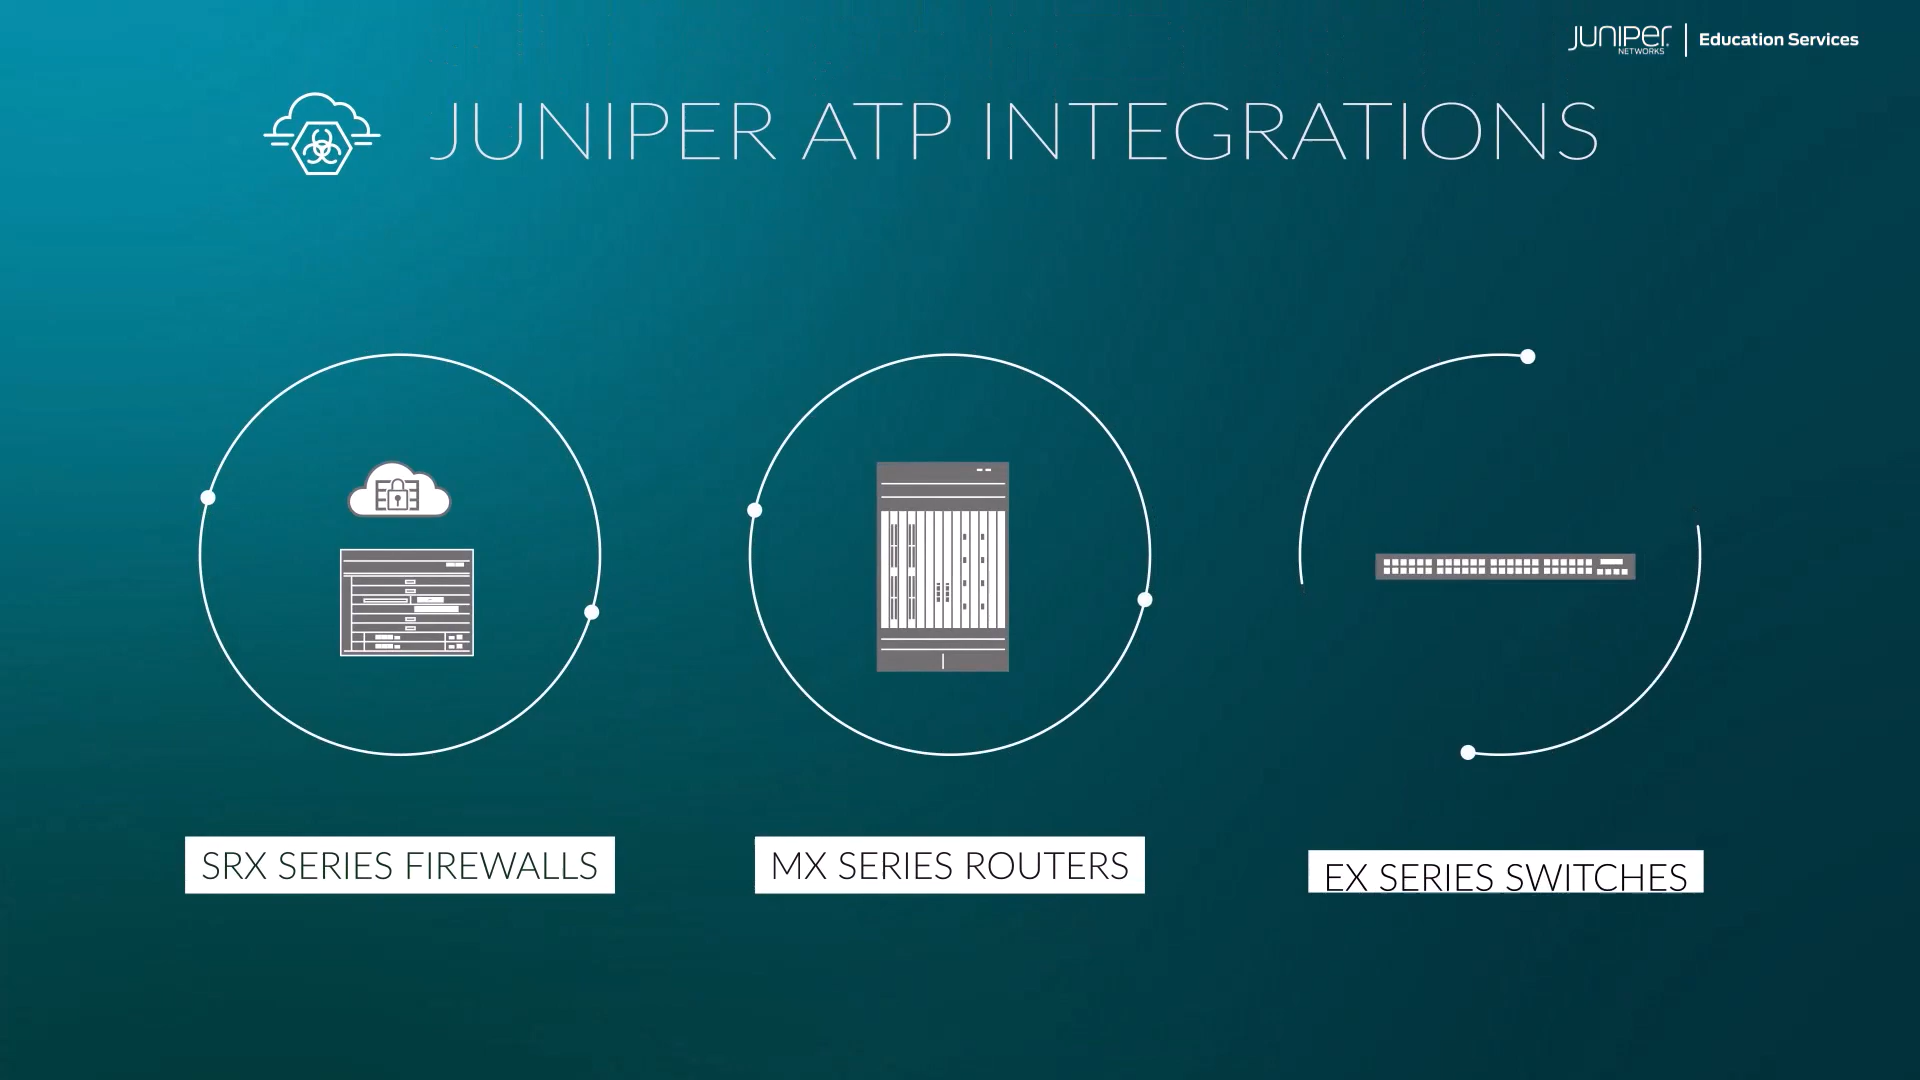 JUNIPER NETWORKS | Education Services
JUNIPER ATP INTEGRATIONS
SRX SERIES FIREWALLS
MX SERIES ROUTERS
EX SERIES SWITCHES